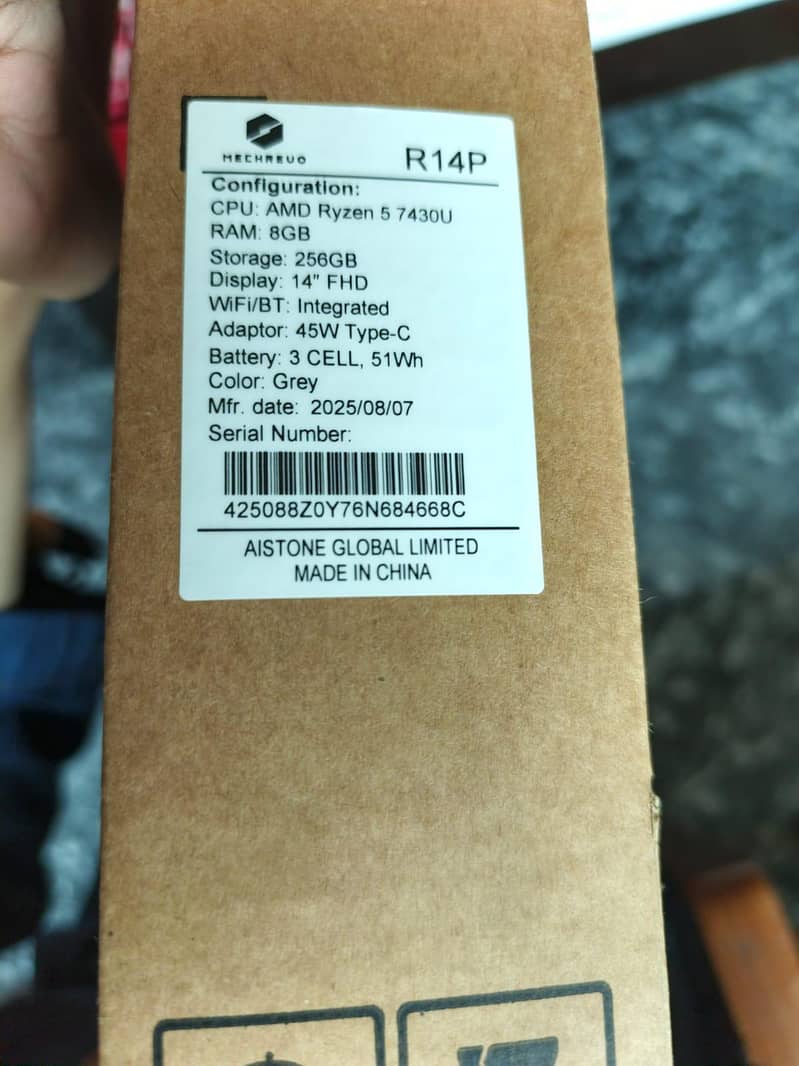 MECHREVO
R14P
Configuration:
CPU: AMD Ryzen 5 7430U
RAM: 8GB
Storage: 256GB
Display: 14" FHD
WiFi/BT: Integrated
Adaptor: 45W Type-C
Battery: 3 CELL, 51Wh
Color: Grey
Mfr. date: 2025/08/07
Serial Number:
425088Z0Y76N684668C
AISTONE GLOBAL LIMITED
MADE IN CHINA